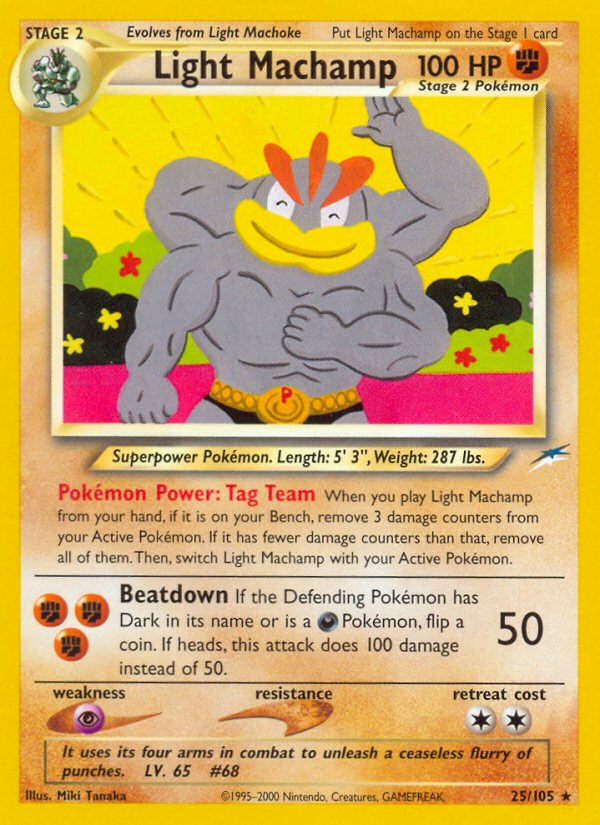 STAGE 2
Evolves from Light Machoke
Put Light Machamp on the Stage 1 card
Light Machamp
100 HP
Stage 2 Pokémon
P
Superpower Pokémon. Length: 5' 3", Weight: 287 lbs.
Pokémon Power: Tag Team When you play Light Machamp
from your hand, if it is on your Bench, remove 3 damage counters from
your Active Pokémon. If it has fewer damage counters than that, remove
all of them. Then, switch Light Machamp with your Active Pokémon.
Beatdown If the Defending Pokémon has
Dark in its name or is a Pokémon, flip a
coin. If heads, this attack does 100 damage
instead of 50.
50
weakness
resistance
retreat cost
It uses its four arms in combat to unleash a ceaseless flurry of
punches. LV. 65 #68
Illus. Miki Tanaka
©1995-2000 Nintendo, Creatures, GAMEFREAK.
25/105 ★